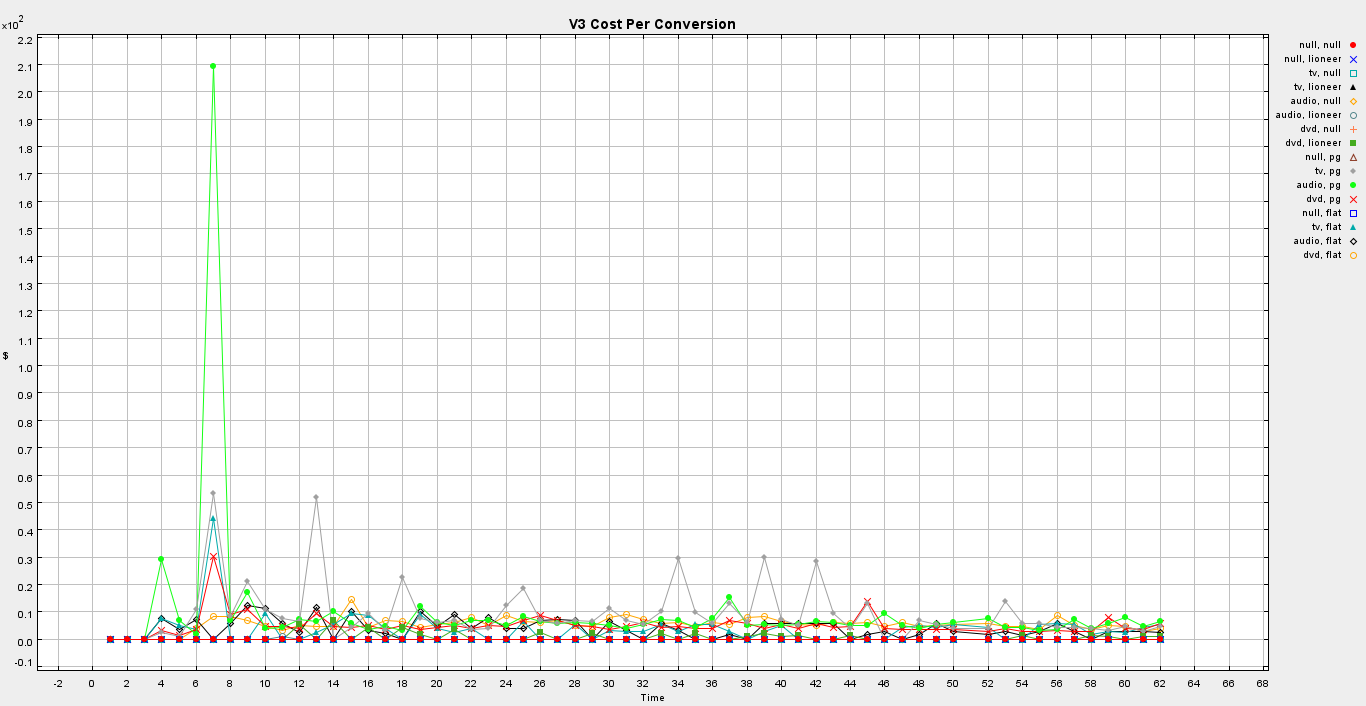 V3 Cost Per Conversion
×10²
2.2
2.1
2.0
1.9
1.8
1.7
1.6
1.5
1.4
1.3
1.2
1.1
1.0
0.9
0.8
0.7
0.6
0.5
0.4
0.3
0.2
0.1
0.0
-0.1
$
-2 0 2 4 6 8 10 12 14 16 18 20 22 24 26 28 30 32 34 36 38 40 42 44 46 48 50 52 54 56 58 60 62 64 66 68
Time
null, null
null, lioneer
tv, null
tv, lioneer
audio, null
audio, lioneer
dvd, null
dvd, lioneer
null, pg
tv, pg
audio, pg
dvd, pg
null, flat
tv, flat
audio, flat
dvd, flat